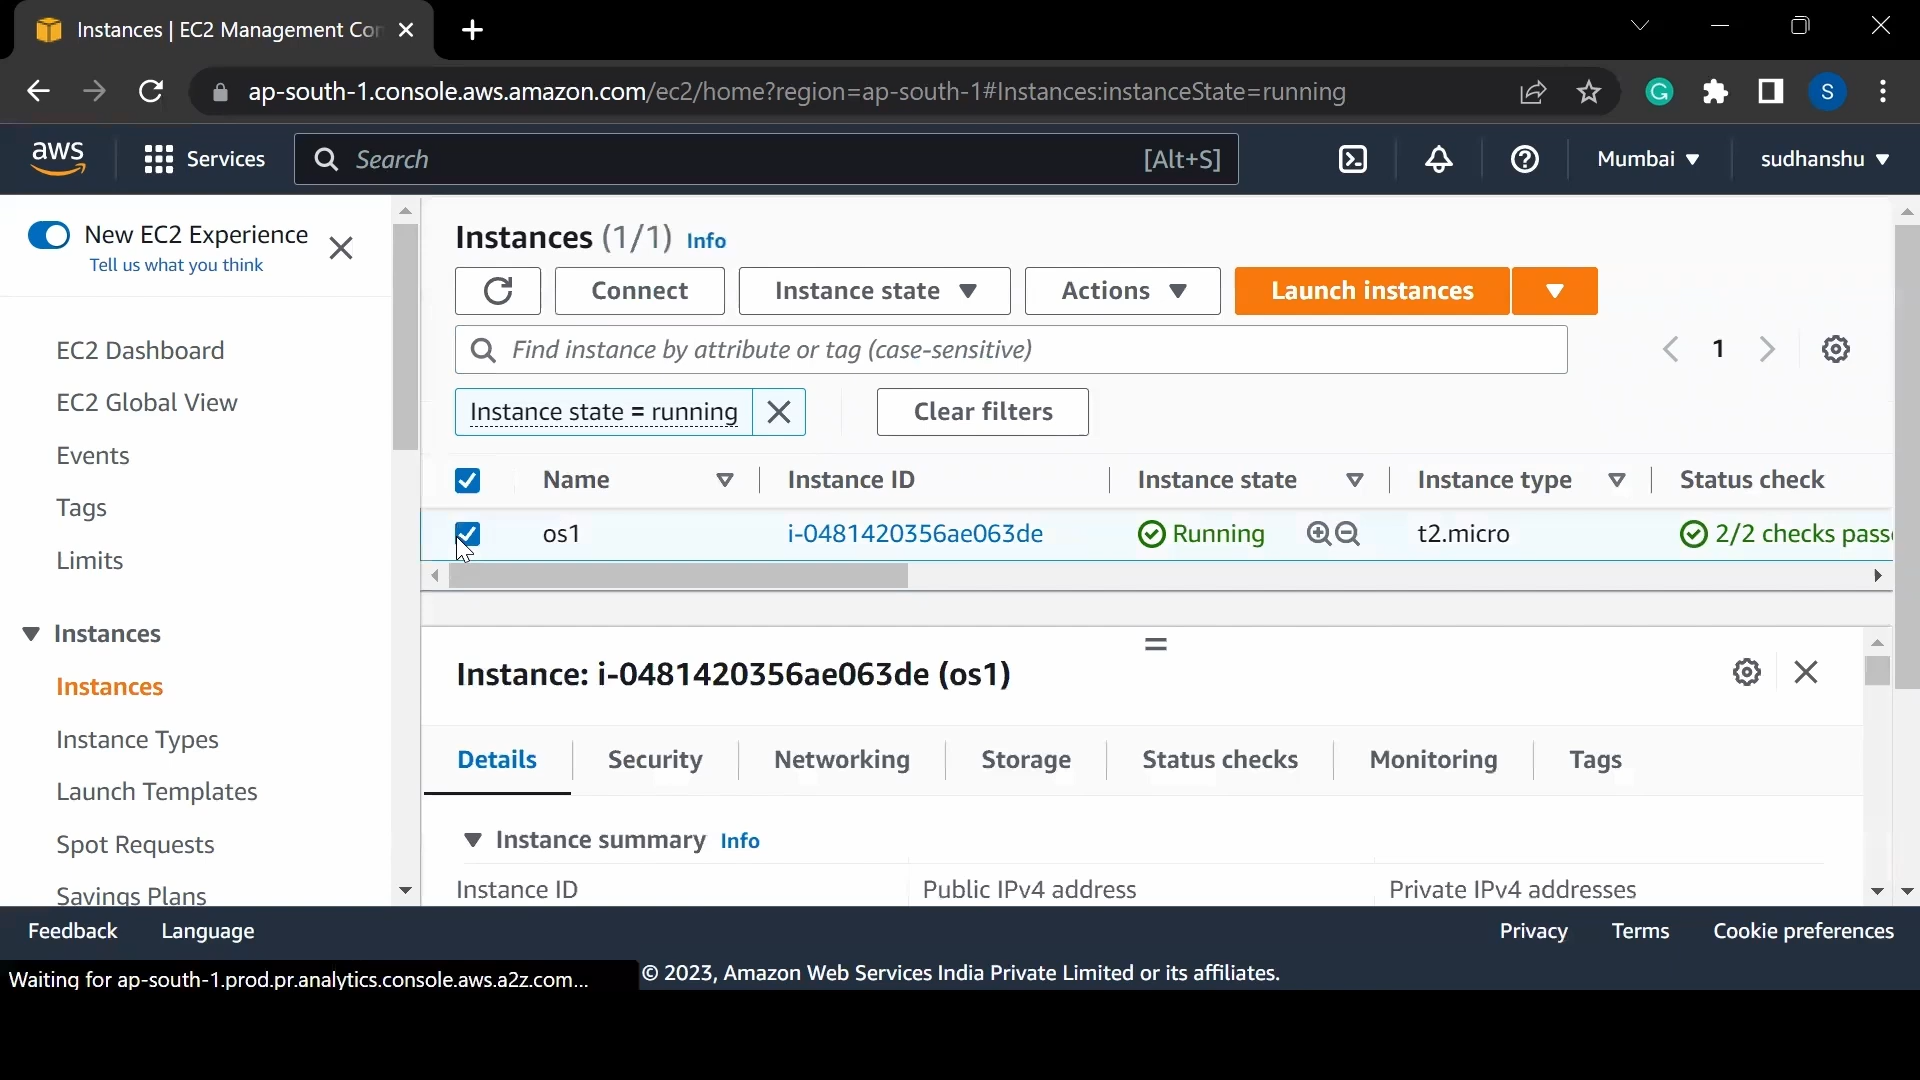 Instances | EC2 Management Con
ap-south-1.console.aws.amazon.com/ec2/home?region=ap-south-1#Instances:instanceState=running
S
aws
Services
Search
[Alt+S]
Mumbai
sudhanshu
New EC2 Experience
Tell us what you think
EC2 Dashboard
EC2 Global View
Events
Tags
Limits
Instances
Instances
Instance Types
Launch Templates
Spot Requests
Savings Plans
Instances (1/1) Info
Connect
Instance state
Actions
Launch instances
Find instance by attribute or tag (case-sensitive)
1
Instance state = running
Clear filters
Name
Instance ID
Instance state
Instance type
Status check
os1
i-0481420356ae063de
Running
t2.micro
2/2 checks passe
Instance: i-0481420356ae063de (os1)
Details
Security
Networking
Storage
Status checks
Monitoring
Tags
Instance summary Info
Instance ID
Public IPv4 address
Private IPv4 addresses
Feedback
Language
Privacy
Terms
Cookie preferences
Waiting for ap-south-1.prod.pr.analytics.console.aws.a2z.com...
© 2023, Amazon Web Services India Private Limited or its affiliates.